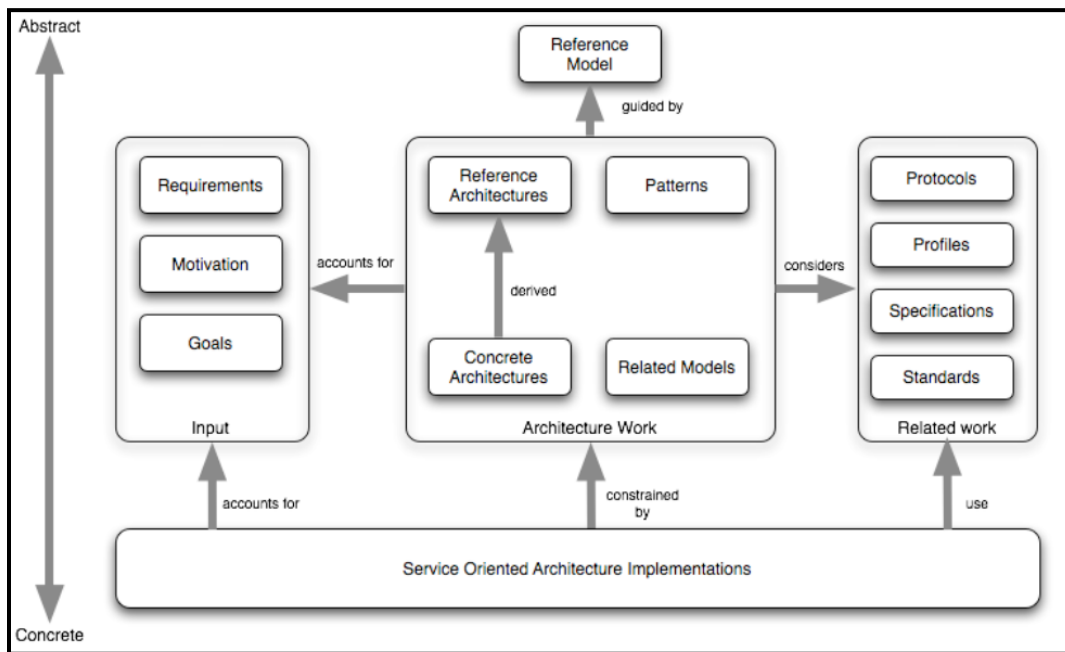 Abstract
Reference
Model
guided by
Requirements
Motivation
Goals
Input
accounts for
Reference
Architectures
Patterns
derived
Concrete
Architectures
Related Models
Architecture Work
considers
Protocols
Profiles
Specifications
Standards
Related work
accounts for
constrained
by
use
Service Oriented Architecture Implementations
Concrete